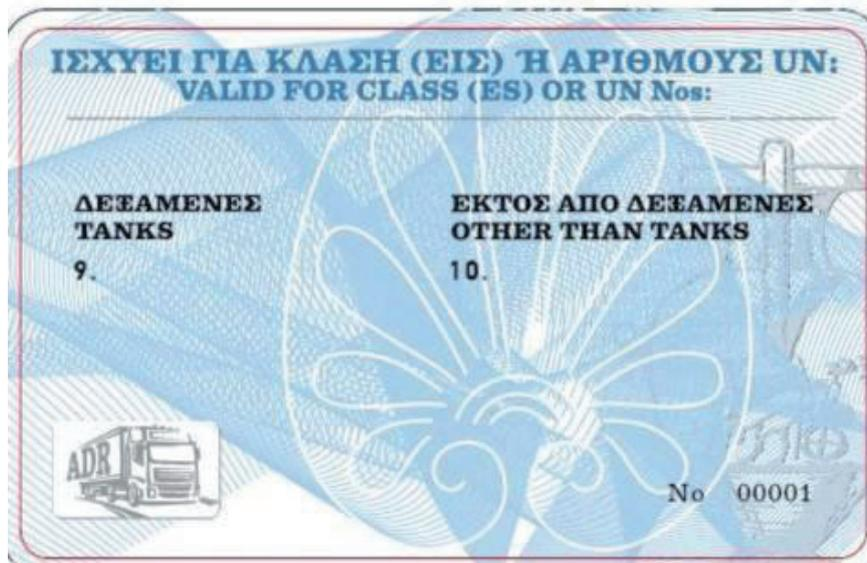 ΙΣΧΥΕΙ ΓΙΑ ΚΛΑΣΗ (ΕΙΣ) Ή ΑΡΙΘΜΟΥΣ UN:
VALID FOR CLASS (ES) OR UN Nos:
ΔΕΞΑΜΕΝΕΣ
TANKS
9.
ΕΚΤΟΣ ΑΠΟ ΔΕΞΑΜΕΝΕΣ
OTHER THAN TANKS
10.
ADR
No 00001